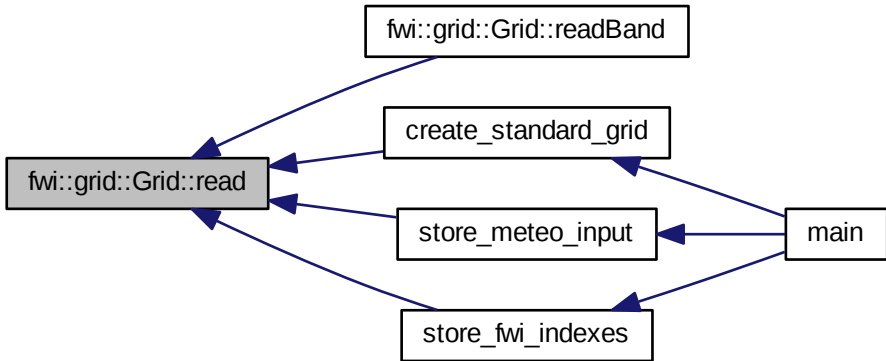 fwi::grid::Grid::readBand
create_standard_grid
fwi::grid::Grid::read
store_meteo_input
main
store_fwi_indexes